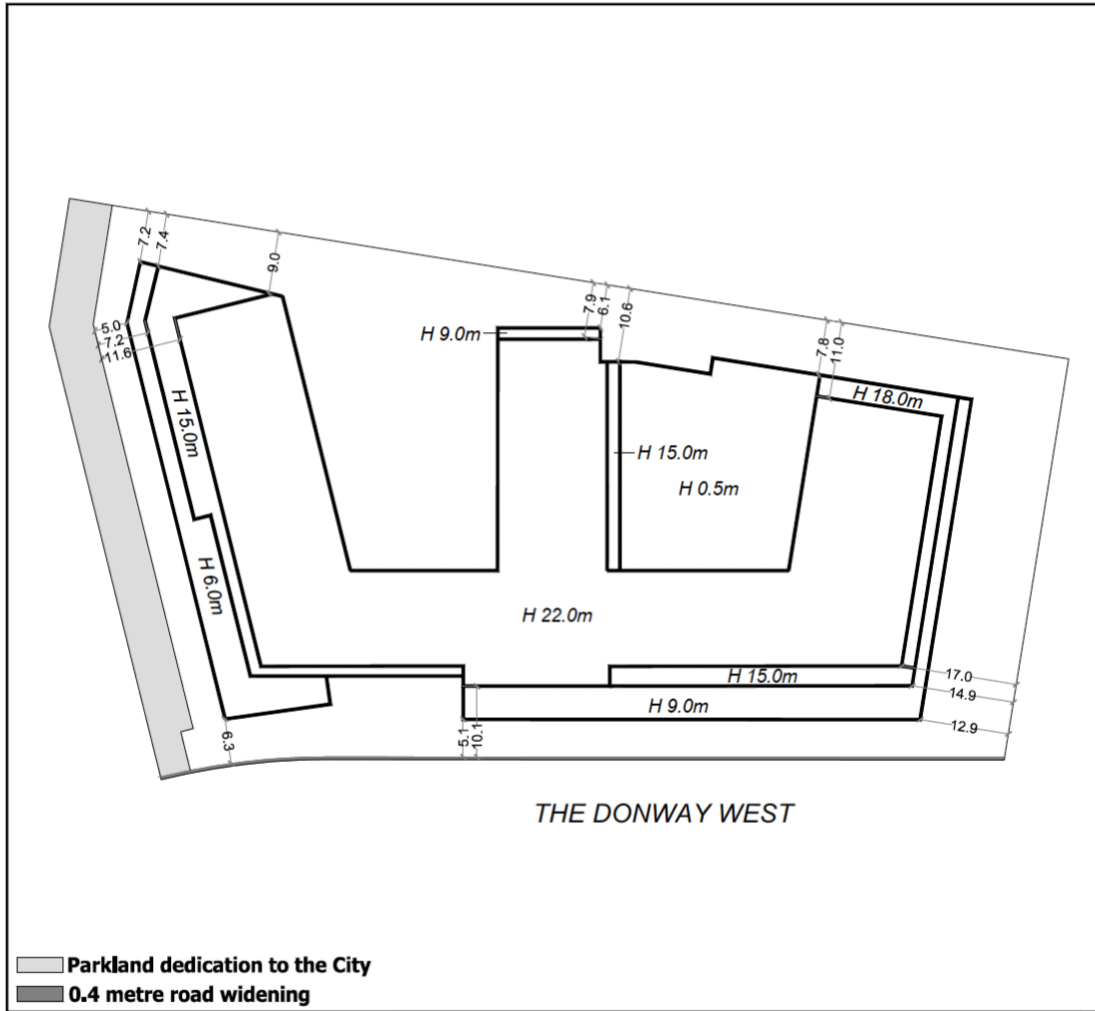 7.2
7.4
9.0
7.9
6.1
10.6
7.8
11.0
5.0
7.2
11.6
H 9.0m
H 18.0m
H 15.0m
H 15.0m
H 0.5m
H 6.0m
H 22.0m
H 15.0m
H 9.0m
17.0
14.9
12.9
6.3
5.1
10.1
THE DONWAY WEST
Parkland dedication to the City
0.4 metre road widening